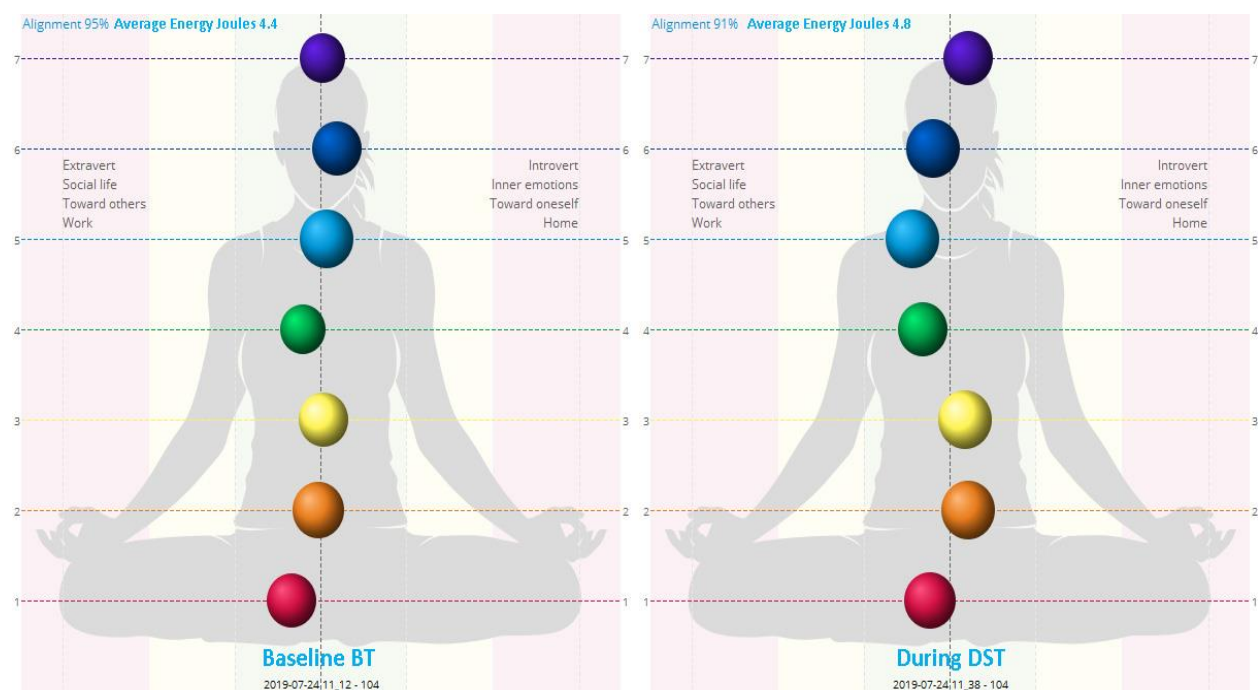 Alignment 95% Average Energy Joules 4.4
7 7
6 6
Extravert Introvert
Social life Inner emotions
Toward others Toward oneself
Work Home
5 5
4 4
3 3
2 2
1 1
Baseline BT
2019-07-24 11_12 - 104
Alignment 91% Average Energy Joules 4.8
7 7
6 6
Extravert Introvert
Social life Inner emotions
Toward others Toward oneself
Work Home
5 5
4 4
3 3
2 2
1 1
During DST
2019-07-24 11_38 - 104